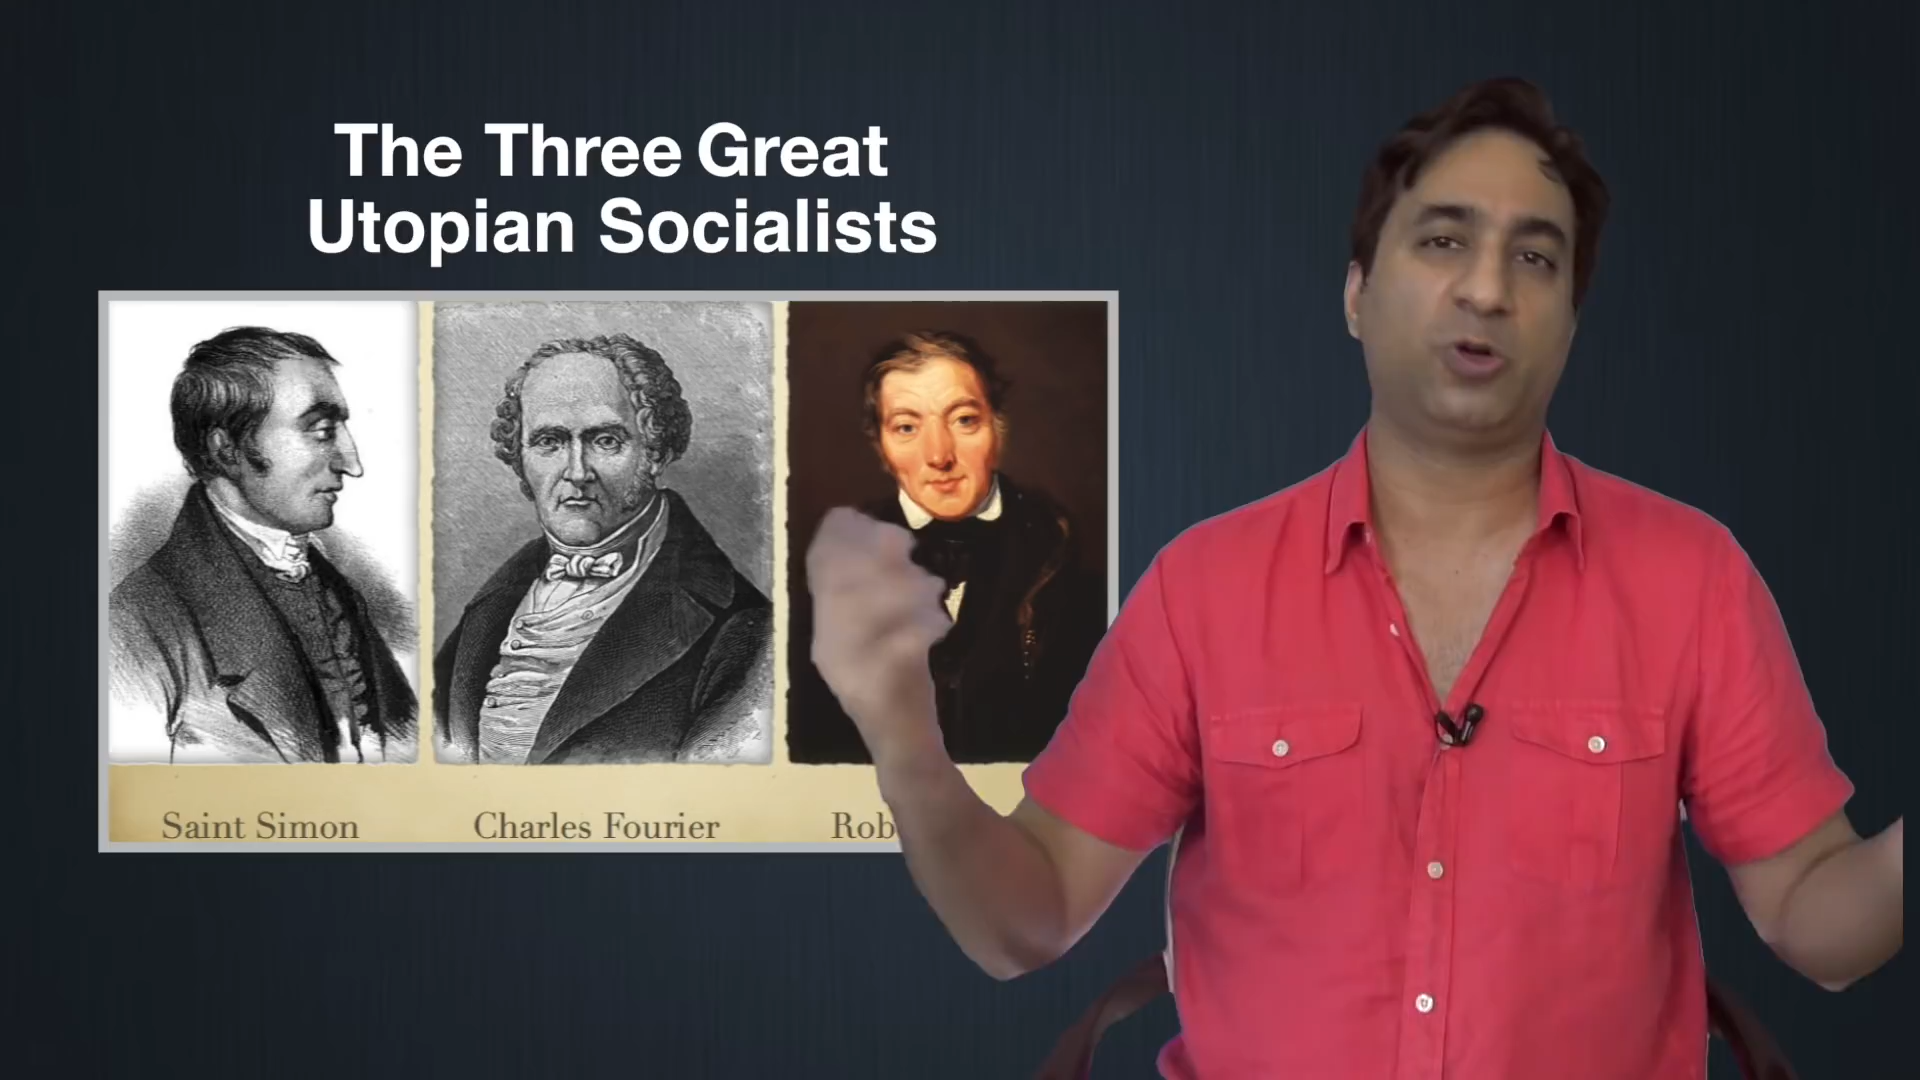 The Three Great
Utopian Socialists
Saint Simon
Charles Fourier
Rob